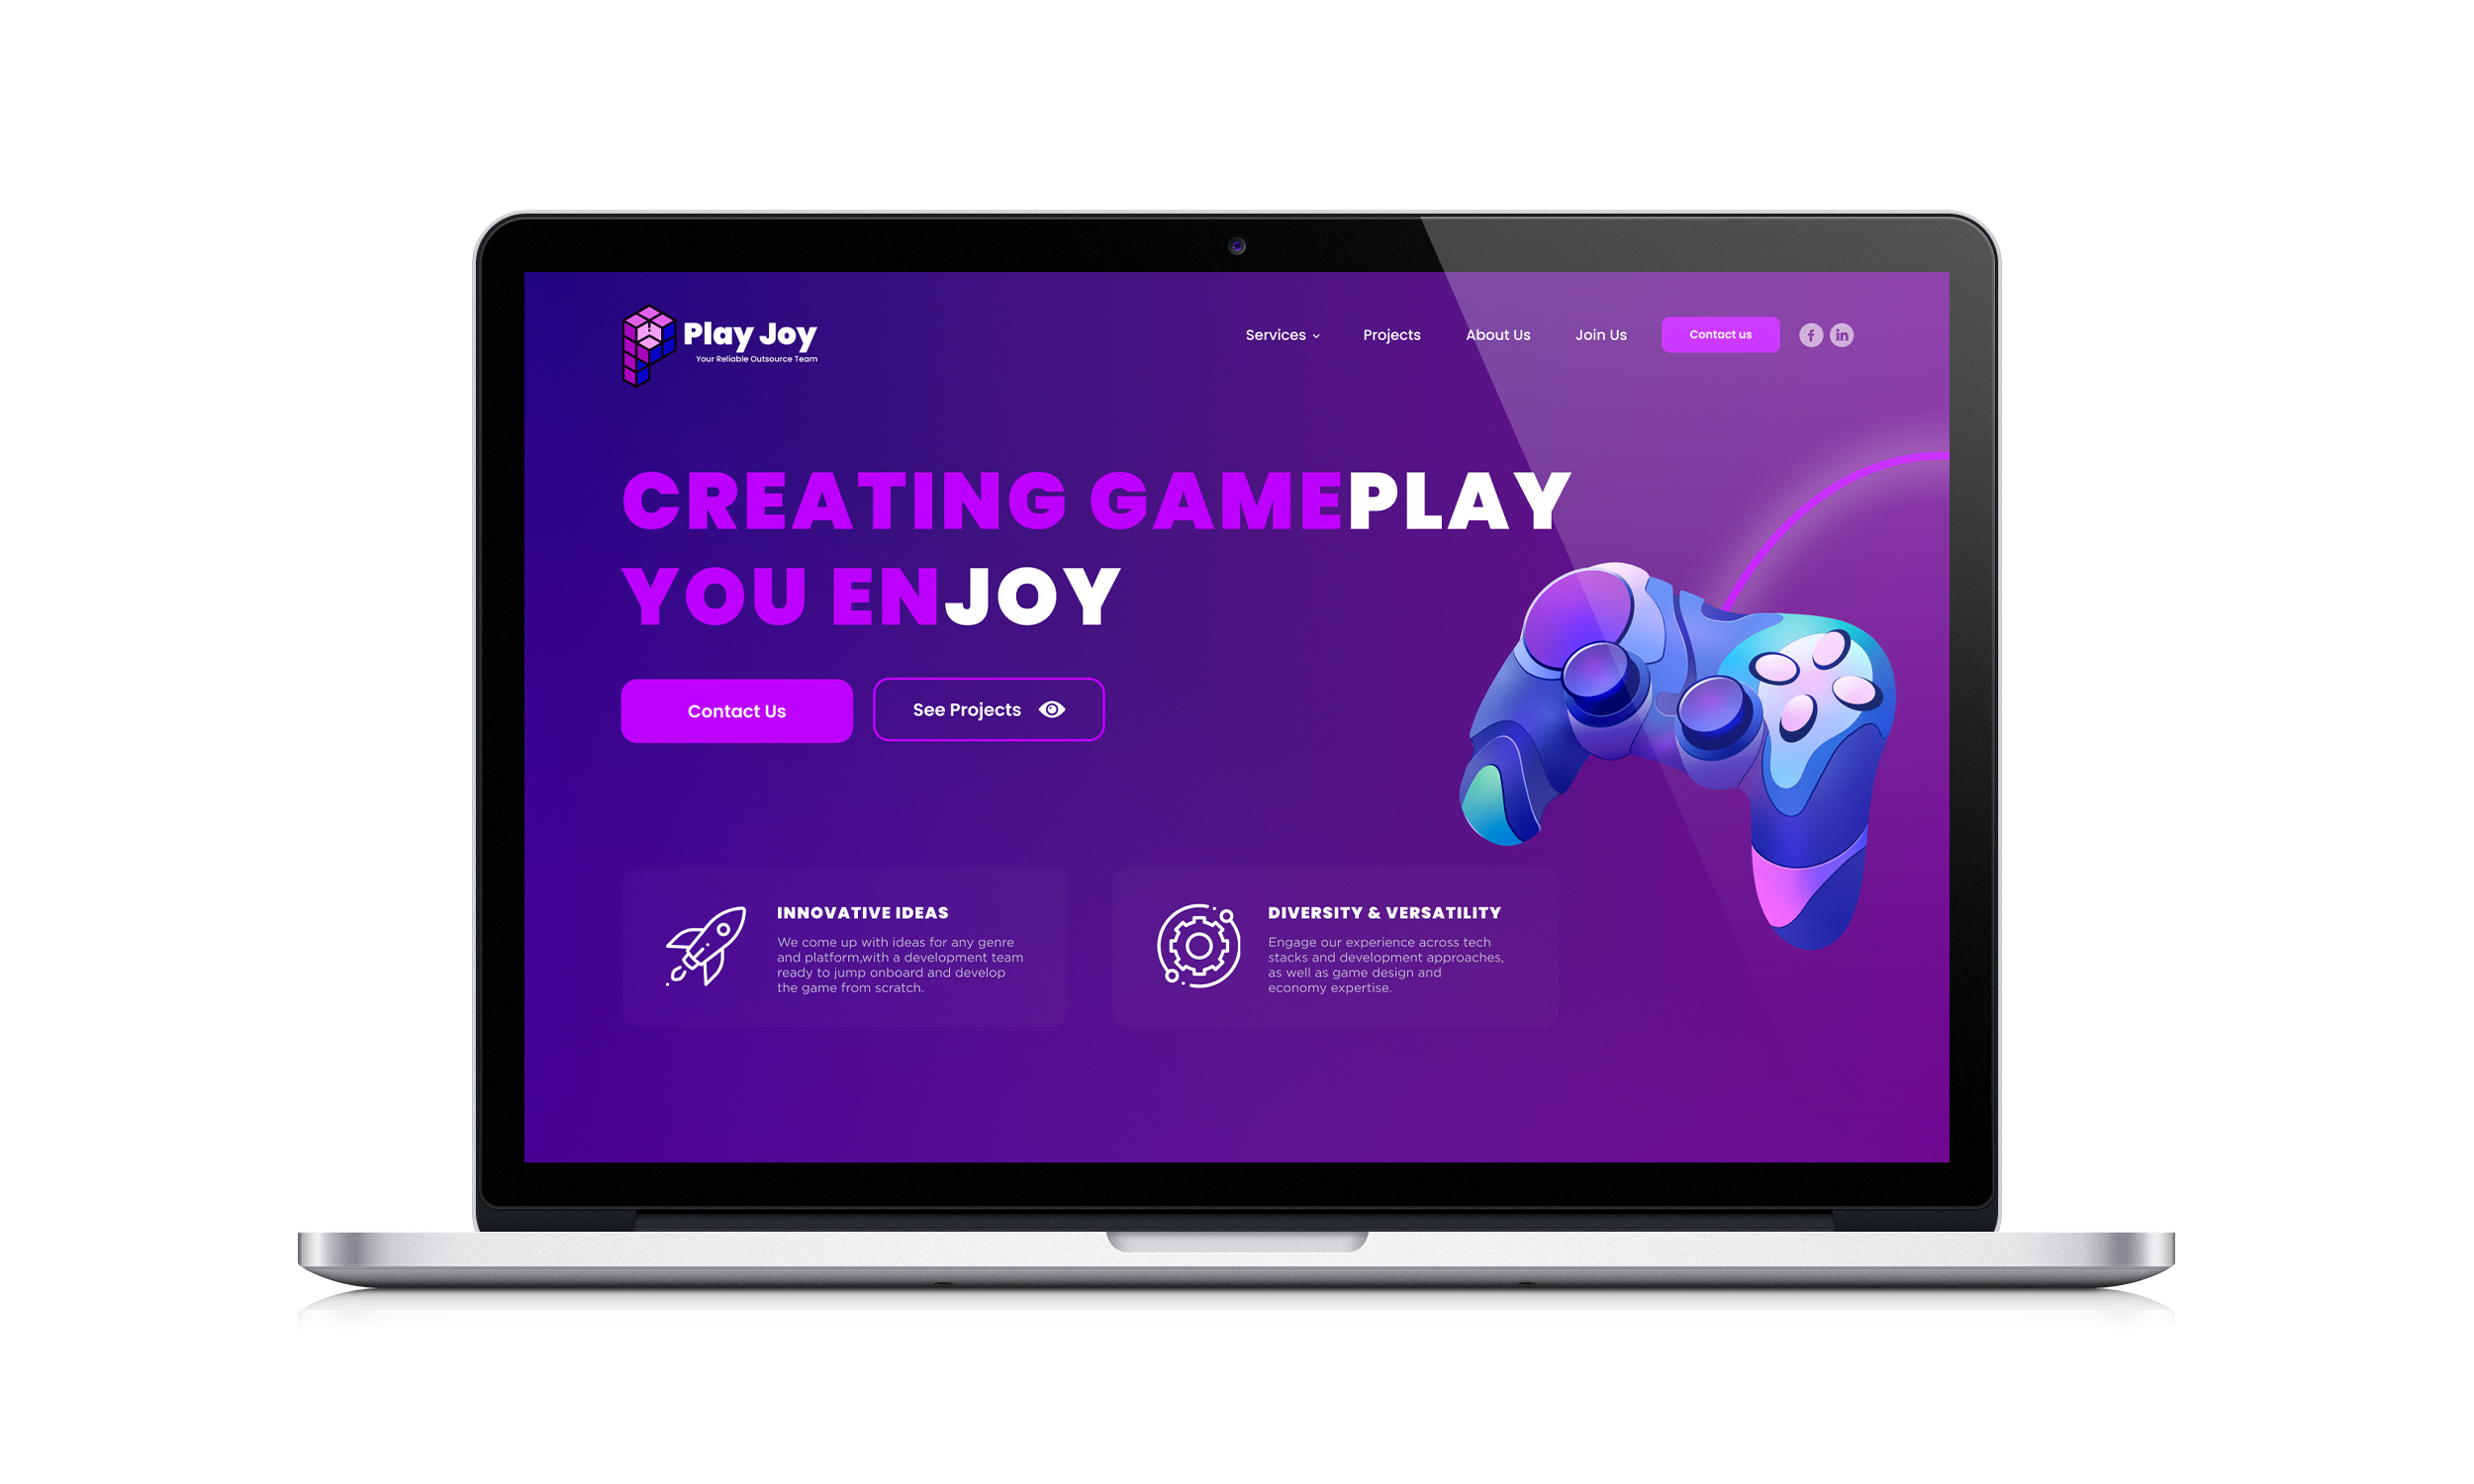 Play Joy
Your Reliable Outsource Team
Services
Projects
About Us
Join Us
Contact us
f
in
CREATING GAMEPLAY
YOU ENJOY
Contact Us
See Projects
INNOVATIVE IDEAS
We come up with ideas for any genre
and platform,with a development team
ready to jump onboard and develop
the game from scratch.
DIVERSITY & VERSATILITY
Engage our experience across tech
stacks and development approaches,
as well as game design and
economy expertise.